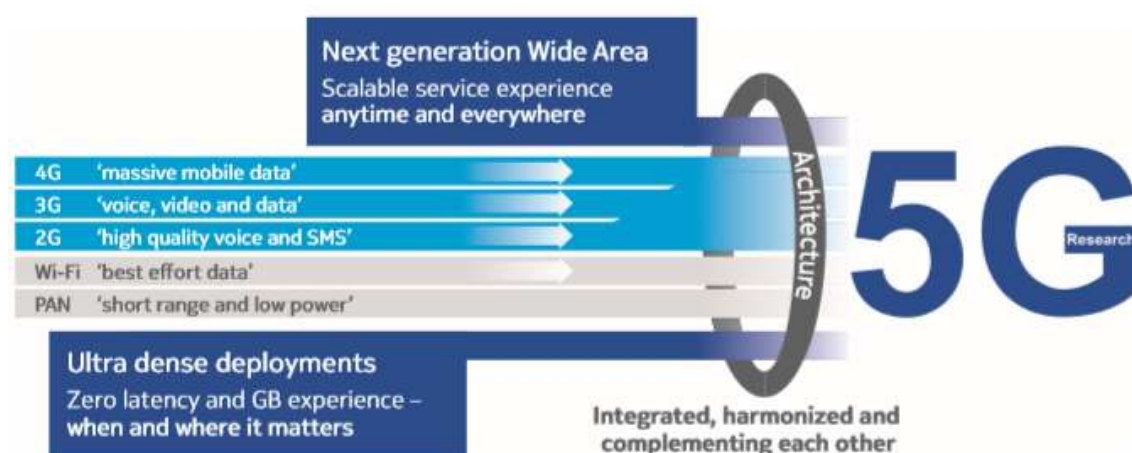 Next generation Wide Area
Scalable service experience
anytime and everywhere
4G 'massive mobile data'
3G 'voice, video and data'
2G 'high quality voice and SMS'
Wi-Fi 'best effort data'
PAN 'short range and low power'
Architecture
5G
Research
Ultra dense deployments
Zero latency and GB experience –
when and where it matters
Integrated, harmonized and
complementing each other